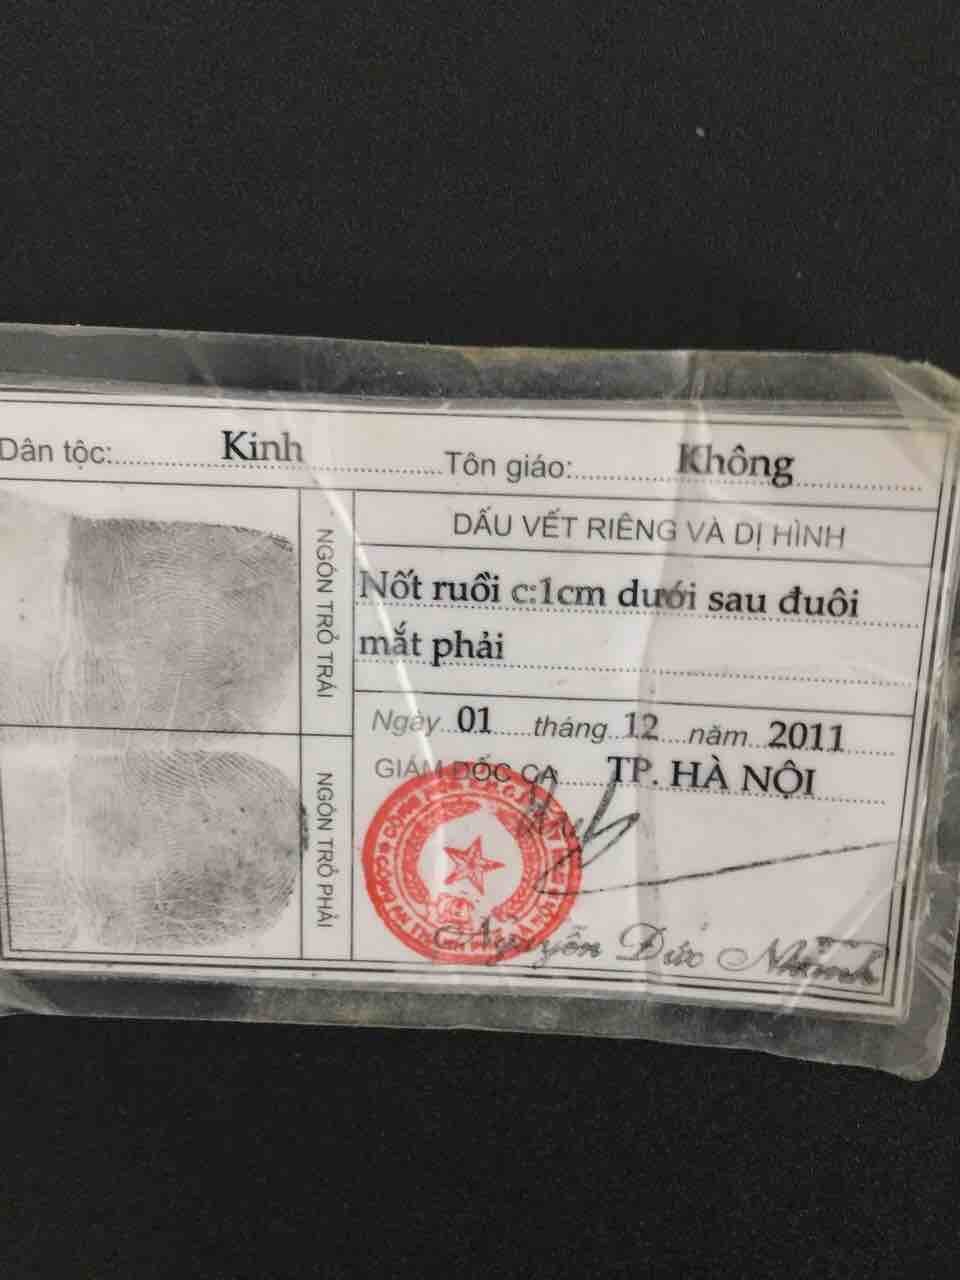 Dân tộc: Kinh Tôn giáo: Không
NGÓN TRỎ TRÁI
DẤU VẾT RIÊNG VÀ DỊ HÌNH
Nốt ruồi c:1cm dưới sau đuôi
mắt phải
NGÓN TRỎ PHẢI
Ngày 01 tháng 12 năm 2011
GIÁM ĐỐC CA TP. HÀ NỘI
Nguyễn Đức Nhanh